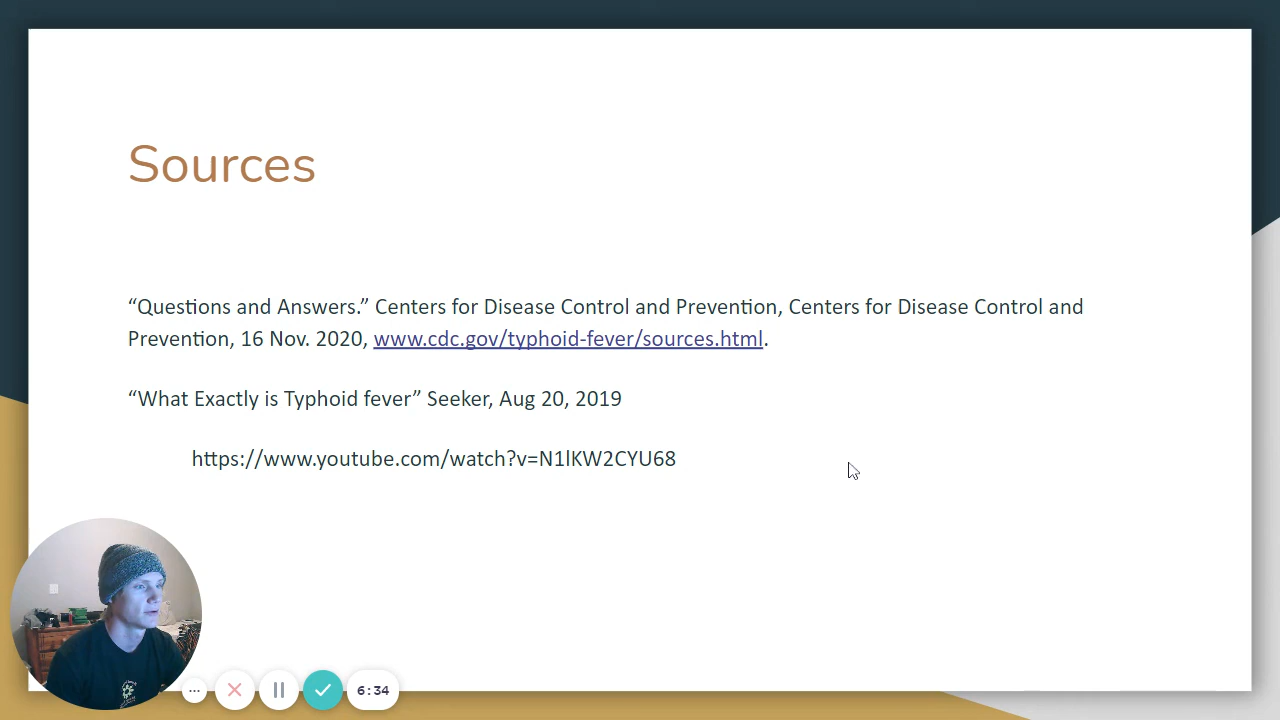 Sources
“Questions and Answers.” Centers for Disease Control and Prevention, Centers for Disease Control and
Prevention, 16 Nov. 2020, www.cdc.gov/typhoid-fever/sources.html.
“What Exactly is Typhoid fever” Seeker, Aug 20, 2019
https://www.youtube.com/watch?v=N1lKW2CYU68
6:34